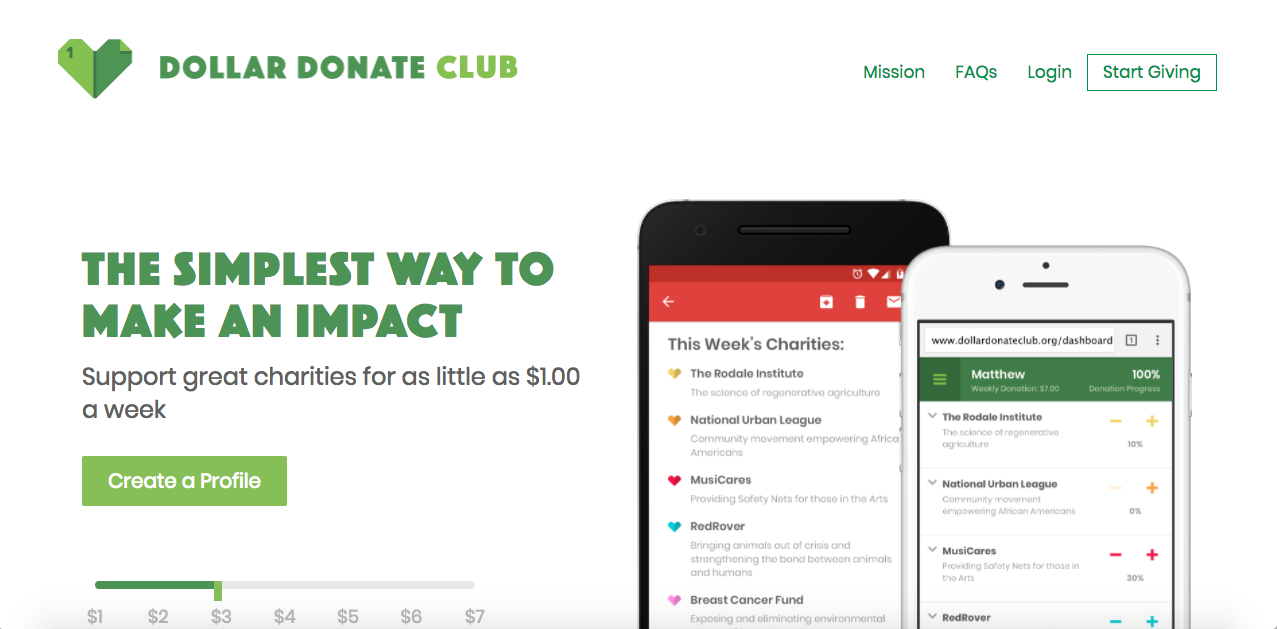 1
DOLLAR DONATE CLUB
Mission
FAQs
Login
Start Giving
THE SIMPLEST WAY TO
MAKE AN IMPACT
Support great charities for as little as $1.00
a week
Create a Profile
$1 $2 $3 $4 $5 $6 $7
This Week's Charities:
The Rodale Institute
The science of regenerative agriculture
National Urban League
Community movement empowering Africa
Americans
MusiCares
Providing Safety Nets for those in the Arts
RedRover
Bringing animals out of crisis and
strengthening the bond between animals
and humans
Breast Cancer Fund
Exposing and eliminating environmental
www.dollardonateclub.org/dashboard
1
Matthew 100%
Weekly Donation: $7.00 Donation Progress
The Rodale Institute
The science of regenerative
agriculture
10%
National Urban League
Community movement
empowering African Americans
0%
MusiCares
Providing Safety Nets for those in
the Arts
30%
RedRover